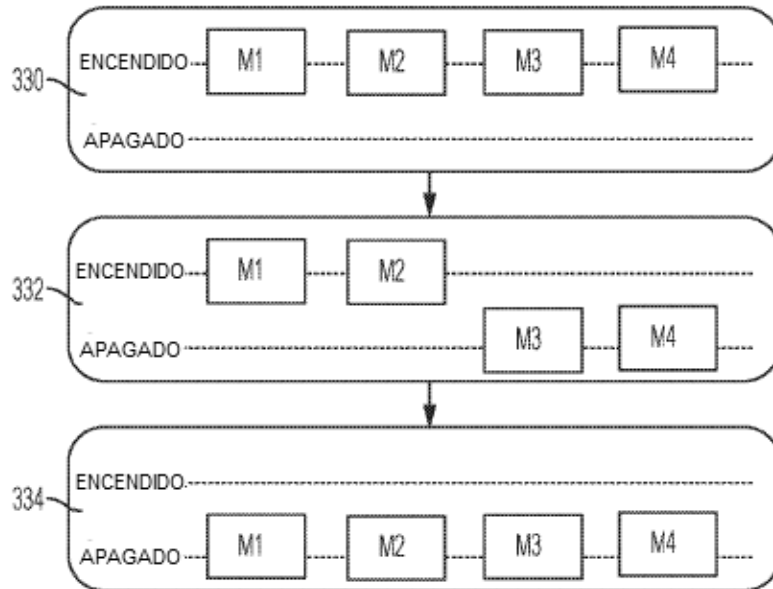 330
ENCENDIDO M1 M2 M3 M4
APAGADO
332
ENCENDIDO M1 M2
APAGADO M3 M4
334
ENCENDIDO
APAGADO M1 M2 M3 M4